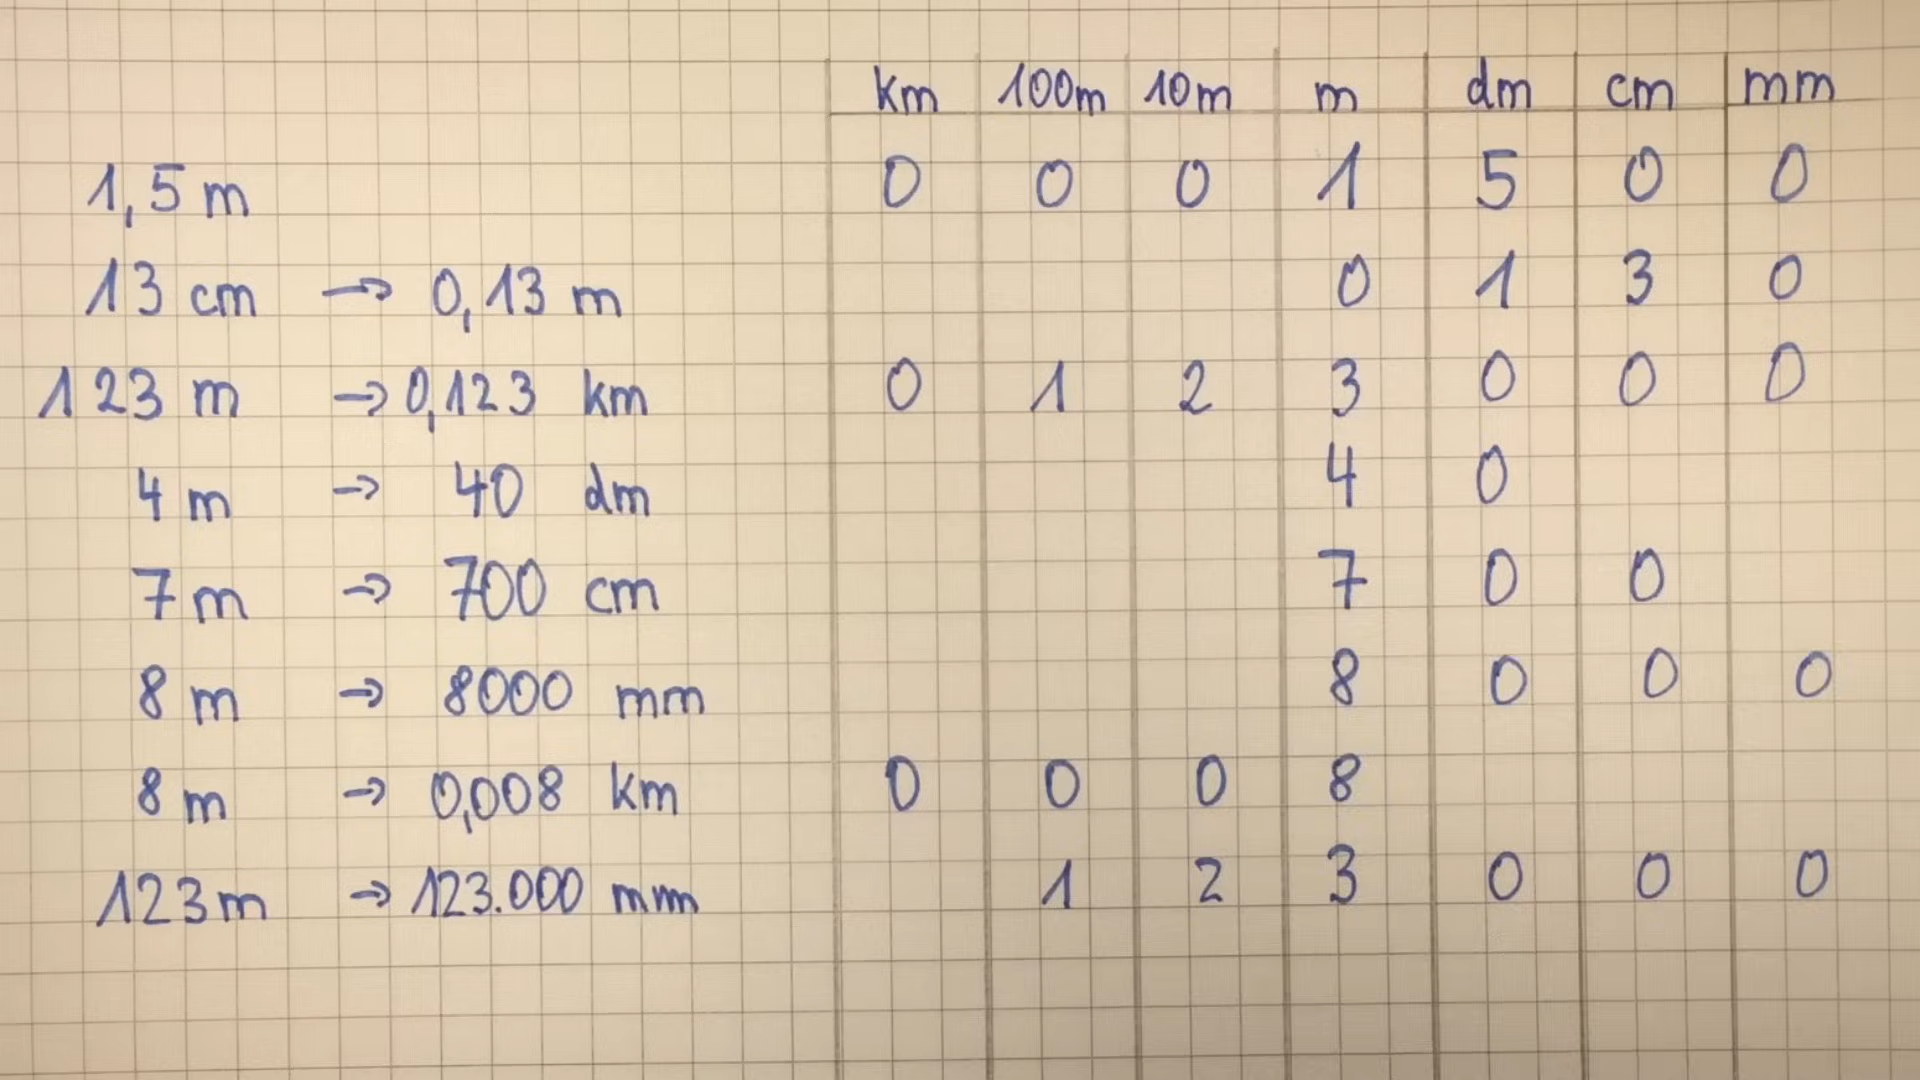 km 100m 10m m dm cm mm
1,5 m 0 0 0 1 5 0 0
13 cm → 0,13 m 0 1 3 0
123 m → 0,123 km 0 1 2 3 0 0 0
4 m → 40 dm 4 0
7 m → 700 cm 7 0 0
8 m → 8000 mm 8 0 0 0
8 m → 0,008 km 0 0 0 8
123 m → 123.000 mm 1 2 3 0 0 0